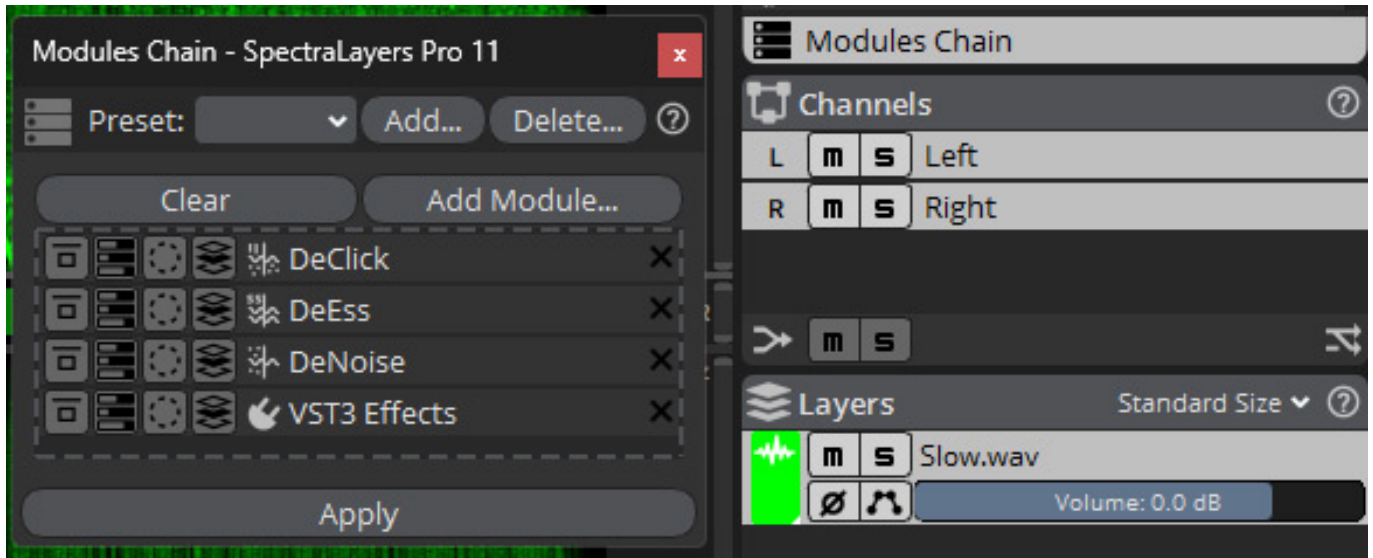 Modules Chain - SpectraLayers Pro 11
x
Preset: Add... Delete... ?
Clear Add Module...
DeClick
DeEss
DeNoise
VST3 Effects
Apply
Modules Chain
Channels ?
L m s Left
R m s Right
m s
Layers Standard Size ?
m s Slow.wav
Volume: 0.0 dB